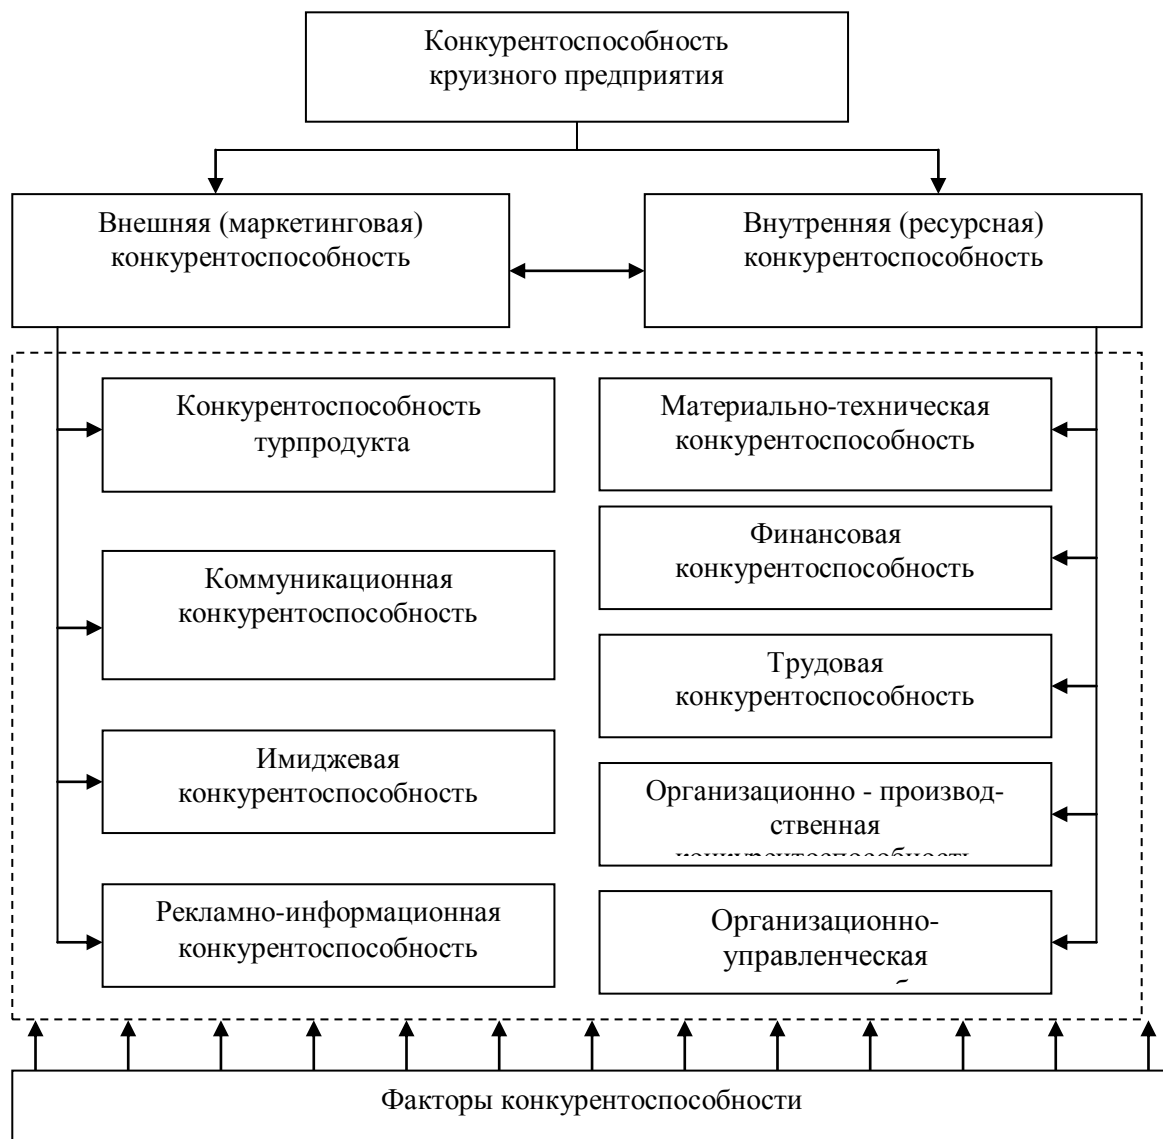 Конкурентоспособность
круизного предприятия
Внешняя (маркетинговая)
конкурентоспособность
Внутренняя (ресурсная)
конкурентоспособность
Конкурентоспособность
турпродукта
Коммуникационная
конкурентоспособность
Имиджевая
конкурентоспособность
Рекламно-информационная
конкурентоспособность
Материально-техническая
конкурентоспособность
Финансовая
конкурентоспособность
Трудовая
конкурентоспособность
Организационно - производ-
ственная
конкурентоспособность
Организационно-
управленческая
Факторы конкурентоспособности